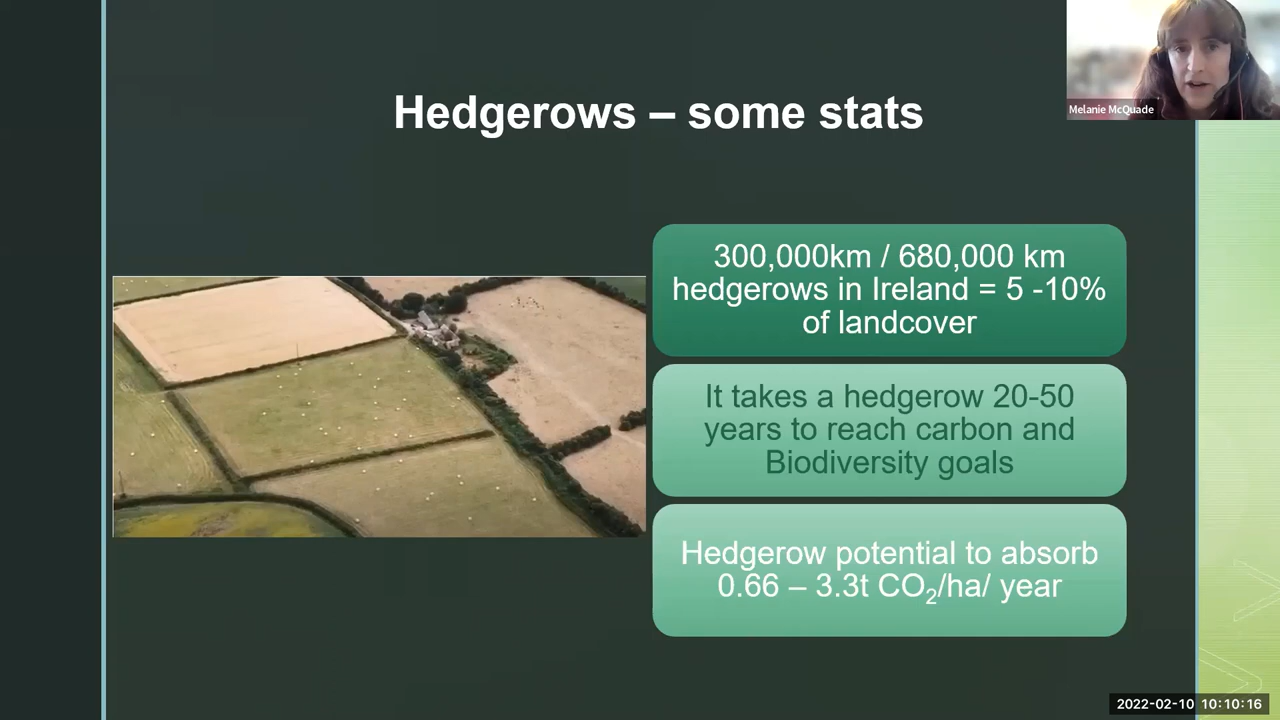 Melanie McQuade
Hedgerows – some stats
300,000km / 680,000 km
hedgerows in Ireland = 5 -10%
of landcover
It takes a hedgerow 20-50
years to reach carbon and
Biodiversity goals
Hedgerow potential to absorb
0.66 – 3.3t CO₂/ha/ year
2022-02-10 10:10:16